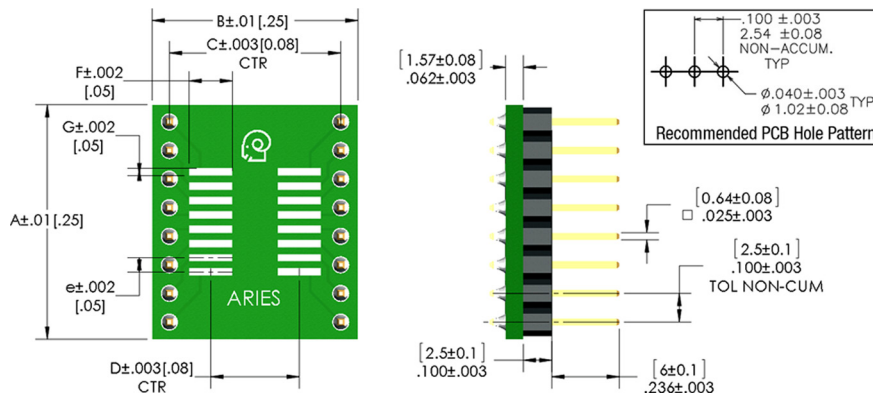 B±.01[.25]
C±.003[0.08]
CTR
F±.002
[.05]
G±.002
[.05]
A±.01[.25]
e±.002
[.05]
ARIES
D±.003[.08]
CTR
[1.57±0.08]
.062±.003
[0.64±0.08]
□ .025±.003
[2.5±0.1]
.100±.003
TOL NON-CUM
[2.5±0.1]
.100±.003
[6±0.1]
.236±.003
.100 ±.003
2.54 ±0.08
NON-ACCUM.
TYP
Ø.040±.003
Ø1.02±0.08 TYP
Recommended PCB Hole Pattern